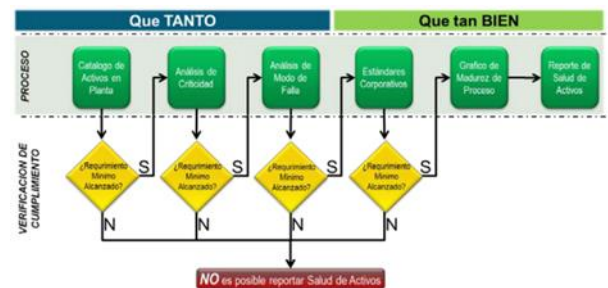 Que TANTO
Que tan BIEN
PROCESO
Catalogo de
Activos en
Planta
Análisis de
Criticidad
Análisis de
Modo de
Falla
Estándares
Corporativos
Grafico de
Madurez de
Proceso
Reporte de
Salud de
Activos
VERIFICACION DE
CUMPLIMIENTO
¿Requrimiento
Minimo
Alcanzado?
S
¿Requrimiento
Minimo
Alcanzado?
S
¿Requrimiento
Minimo
Alcanzado?
S
¿Requrimiento
Minimo
Alcanzado?
S
N
N
N
N
NO es posible reportar Salud de Activos